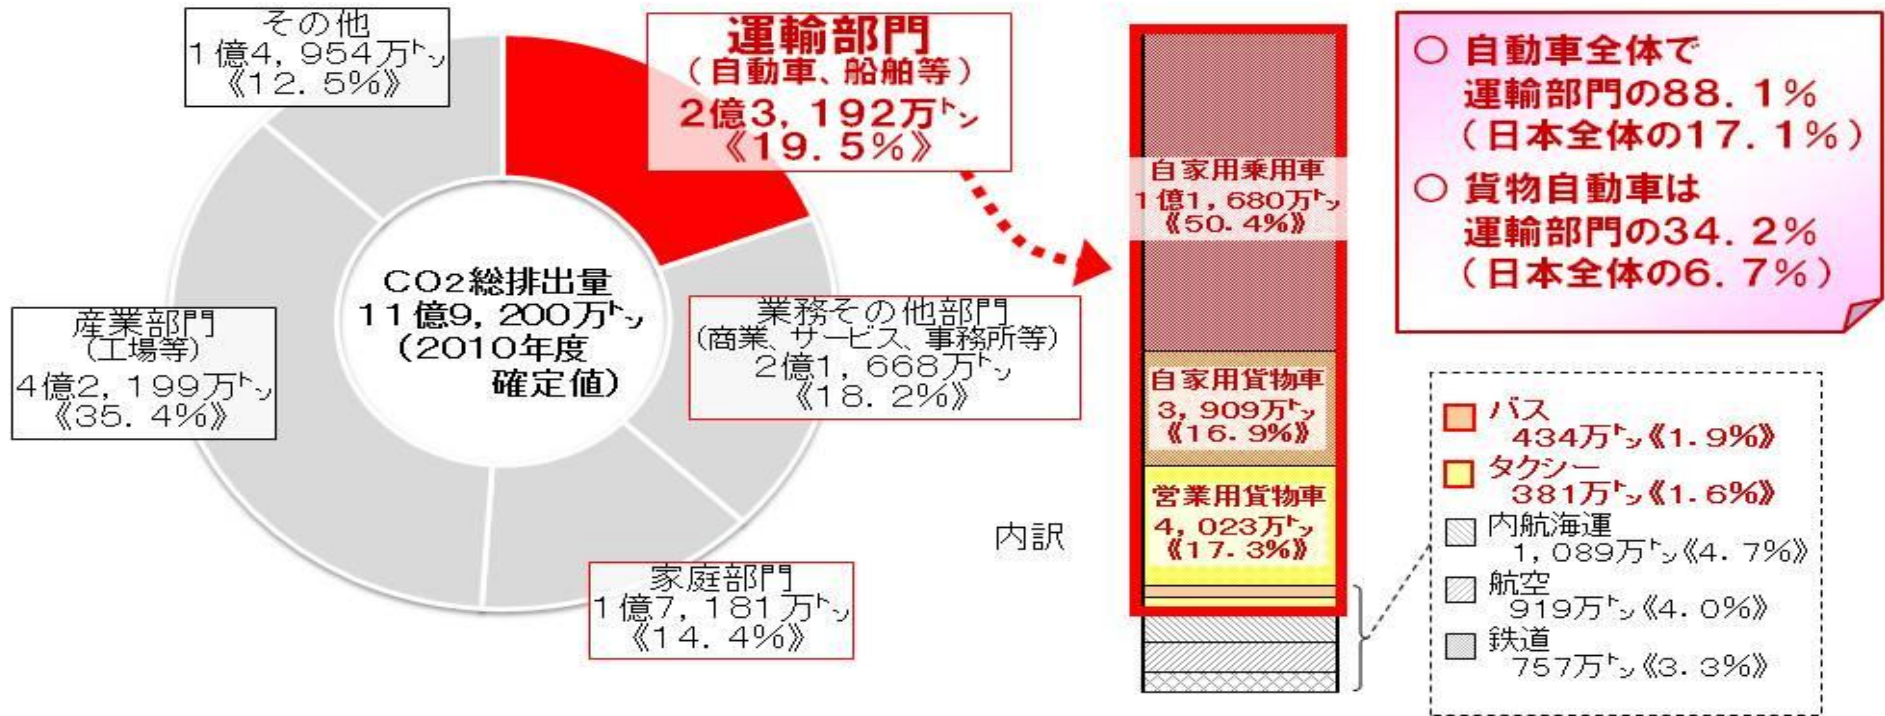 その他
1億4,954万㌧
《12.5%》
運輸部門
(自動車、船舶等)
2億3,192万㌧
《19.5%》
CO2総排出量
11億9,200万㌧
(2010年度
確定値)
産業部門
(工場等)
4億2,199万㌧
《35.4%》
業務その他部門
(商業、サービス、事務所等)
2億1,668万㌧
《18.2%》
家庭部門
1億7,181万㌧
《14.4%》
内訳
自家用乗用車
1億1,680万㌧
《50.4%》
自家用貨物車
3,909万㌧
《16.9%》
営業用貨物車
4,023万㌧
《17.3%》
○ 自動車全体で
運輸部門の88.1%
(日本全体の17.1%)
○ 貨物自動車は
運輸部門の34.2%
(日本全体の6.7%)
バス
434万㌧《1.9%》
タクシー
381万㌧《1.6%》
内航海運
1,089万㌧《4.7%》
航空
919万㌧《4.0%》
鉄道
757万㌧《3.3%》